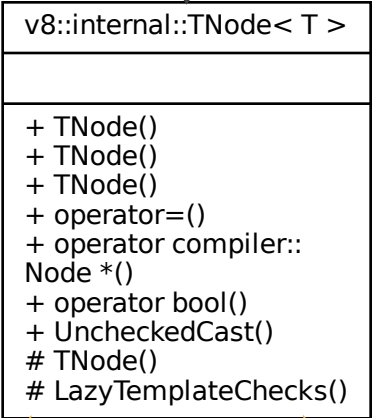 v8::internal::TNode< T >
+ TNode()
+ TNode()
+ TNode()
+ operator=()
+ operator compiler::
Node *()
+ operator bool()
+ UncheckedCast()
# TNode()
# LazyTemplateChecks()